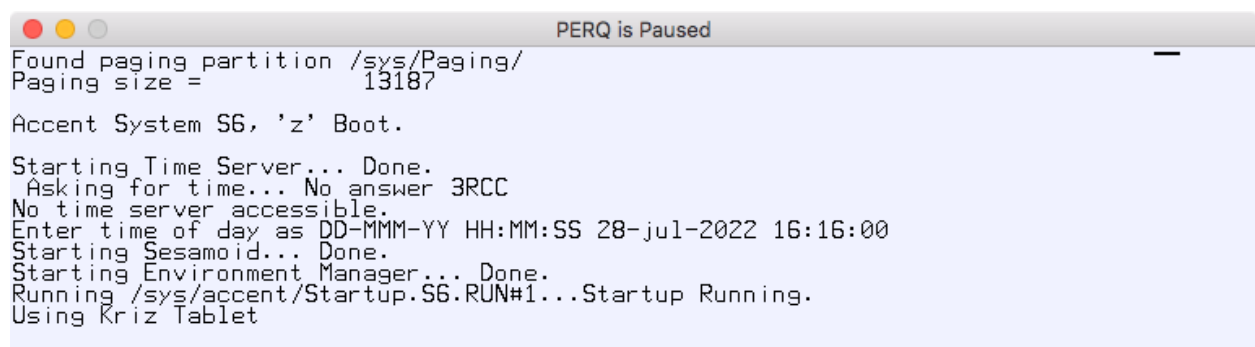 PERQ is Paused
Found paging partition /sys/Paging/
Paging size =          13187
Accent System S6, 'z' Boot.
Starting Time Server... Done.
 Asking for time... No answer 3RCC
No time server accessible.
Enter time of day as DD-MMM-YY HH:MM:SS 28-jul-2022 16:16:00
Starting Sesamoid... Done.
Starting Environment Manager... Done.
Running /sys/accent/Startup.S6.RUN#1...Startup Running.
Using Kriz Tablet